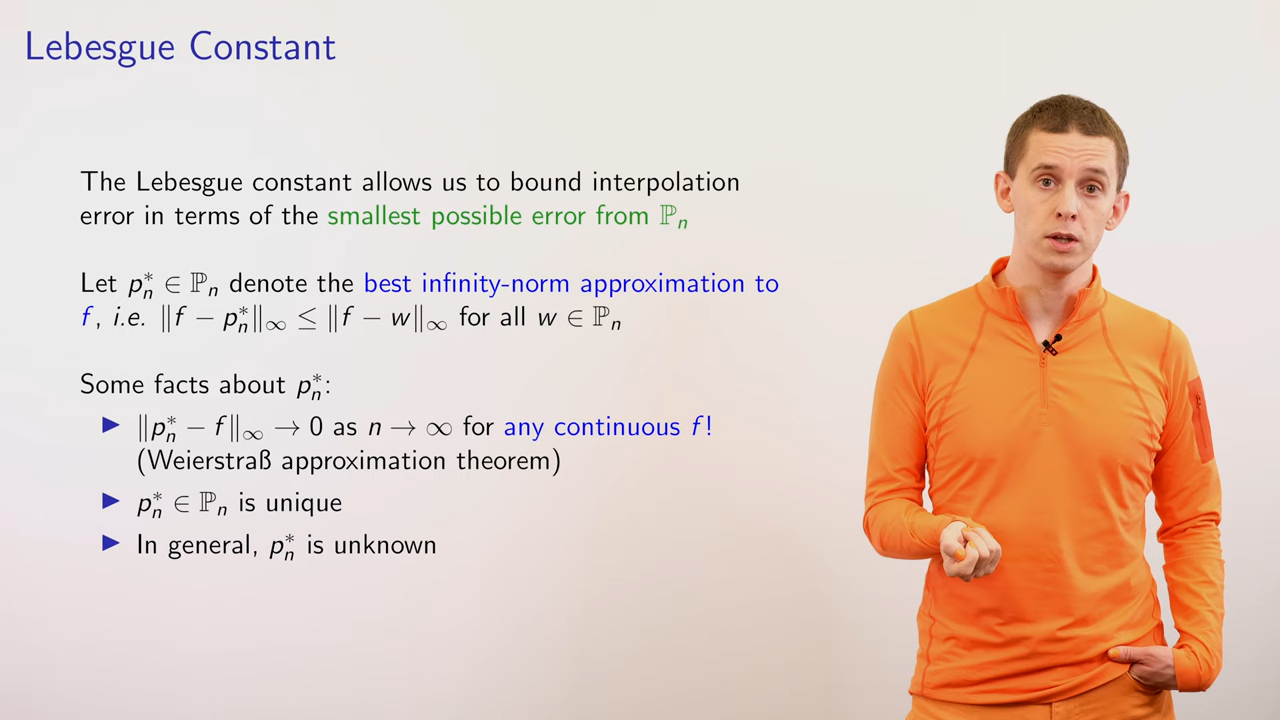 Lebesgue Constant
The Lebesgue constant allows us to bound interpolation
error in terms of the smallest possible error from ℙₙ
Let pₙ* ∈ ℙₙ denote the best infinity-norm approximation to
f, i.e. ‖f − pₙ*‖∞ ≤ ‖f − w‖∞ for all w ∈ ℙₙ
Some facts about pₙ*:
▶ ‖pₙ* − f‖∞ → 0 as n → ∞ for any continuous f!
(Weierstraß approximation theorem)
▶ pₙ* ∈ ℙₙ is unique
▶ In general, pₙ* is unknown